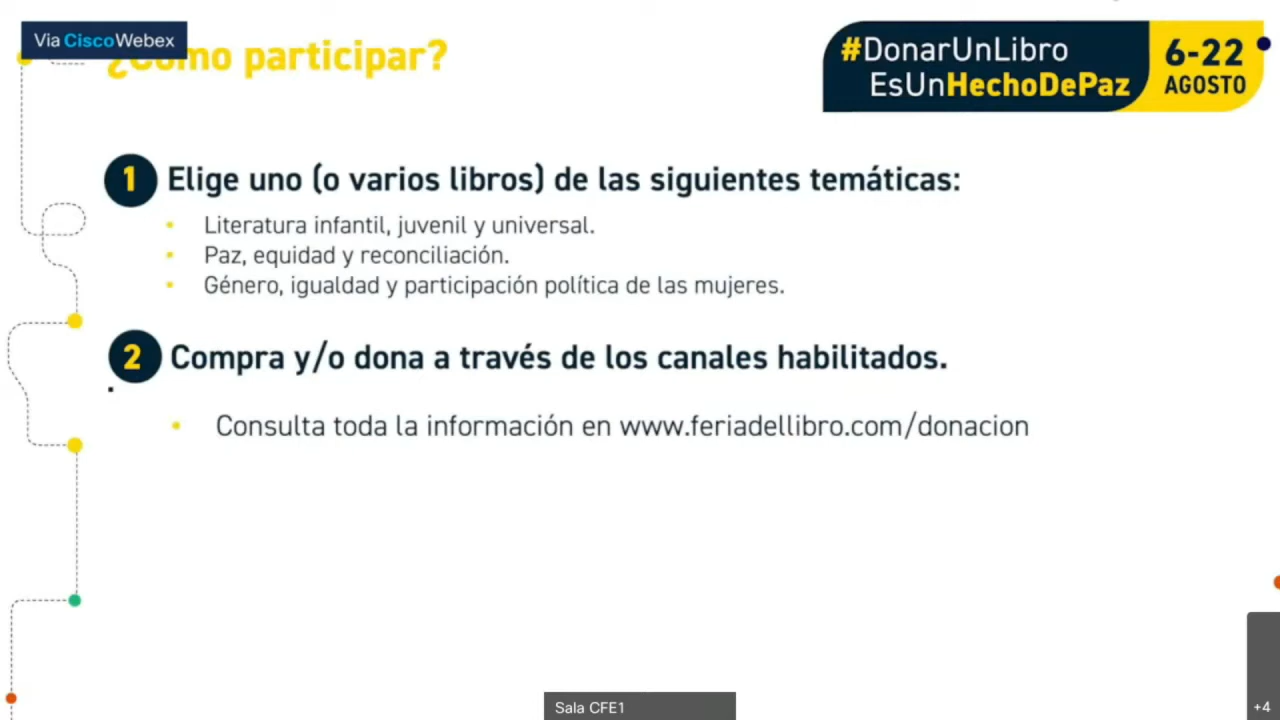 Vía CiscoWebex
¿Cómo participar?
#DonarUnLibro
EsUnHechoDePaz
6-22
AGOSTO
1 Elige uno (o varios libros) de las siguientes temáticas:
• Literatura infantil, juvenil y universal.
• Paz, equidad y reconciliación.
• Género, igualdad y participación política de las mujeres.
2 Compra y/o dona a través de los canales habilitados.
• Consulta toda la información en www.feriadellibro.com/donacion
Sala CFE1
+4